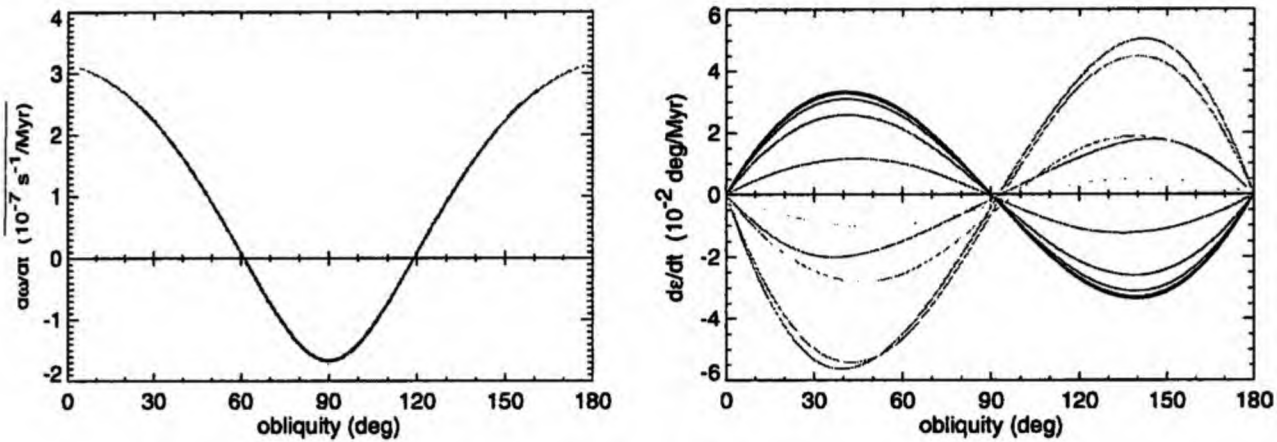 4
3
2
1
0
-1
-2
dω/dt (10⁻⁷ s⁻¹/Myr)
0 30 60 90 120 150 180
obliquity (deg)
6
4
2
0
-2
-4
-6
dε/dt (10⁻² deg/Myr)
0 30 60 90 120 150 180
obliquity (deg)